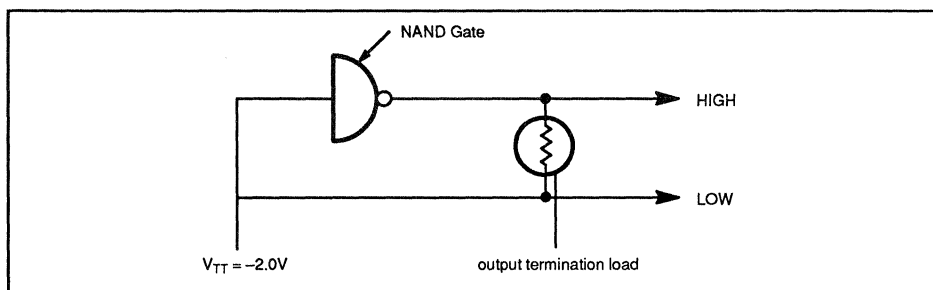 NAND Gate
HIGH
LOW
V_TT = –2.0V
output termination load